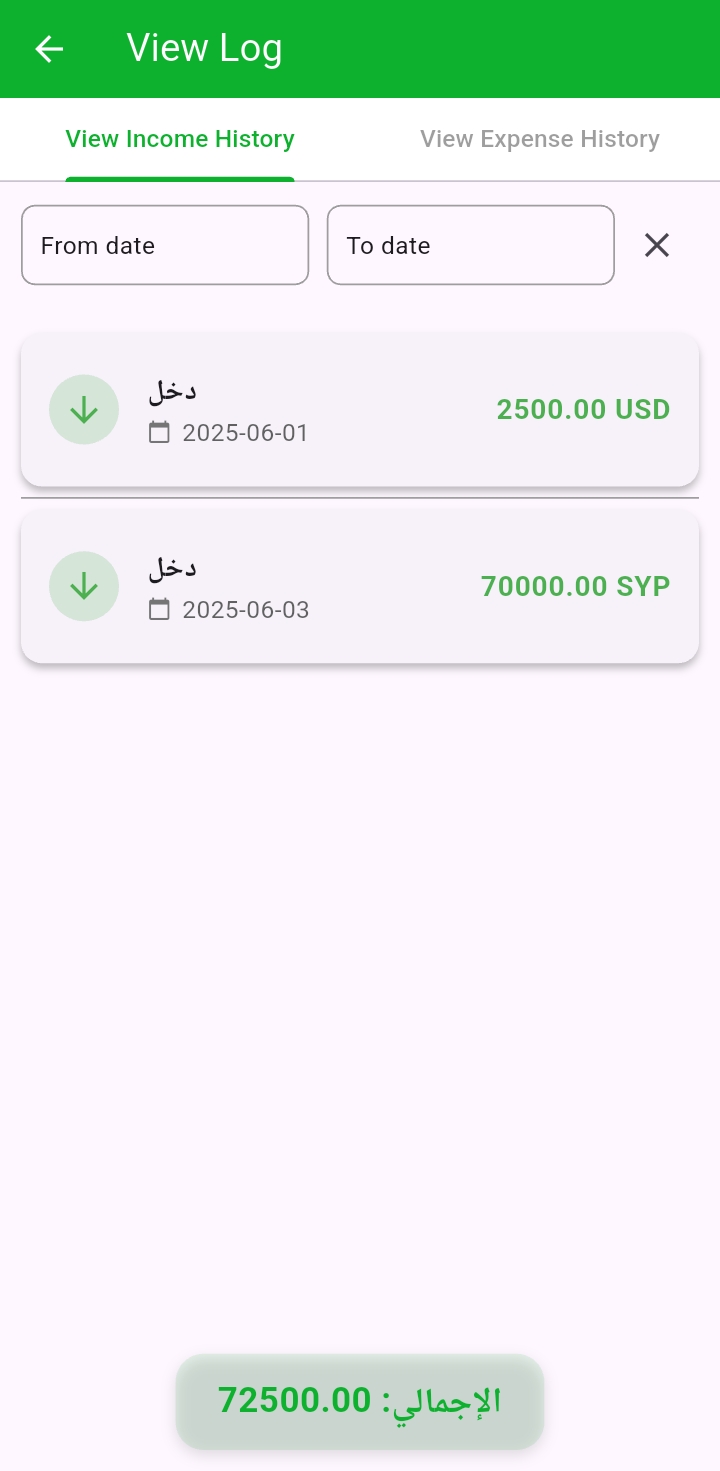 View Log
View Income History
View Expense History
From date
To date
دخل
2025-06-01
2500.00 USD
دخل
2025-06-03
70000.00 SYP
الإجمالي: 72500.00